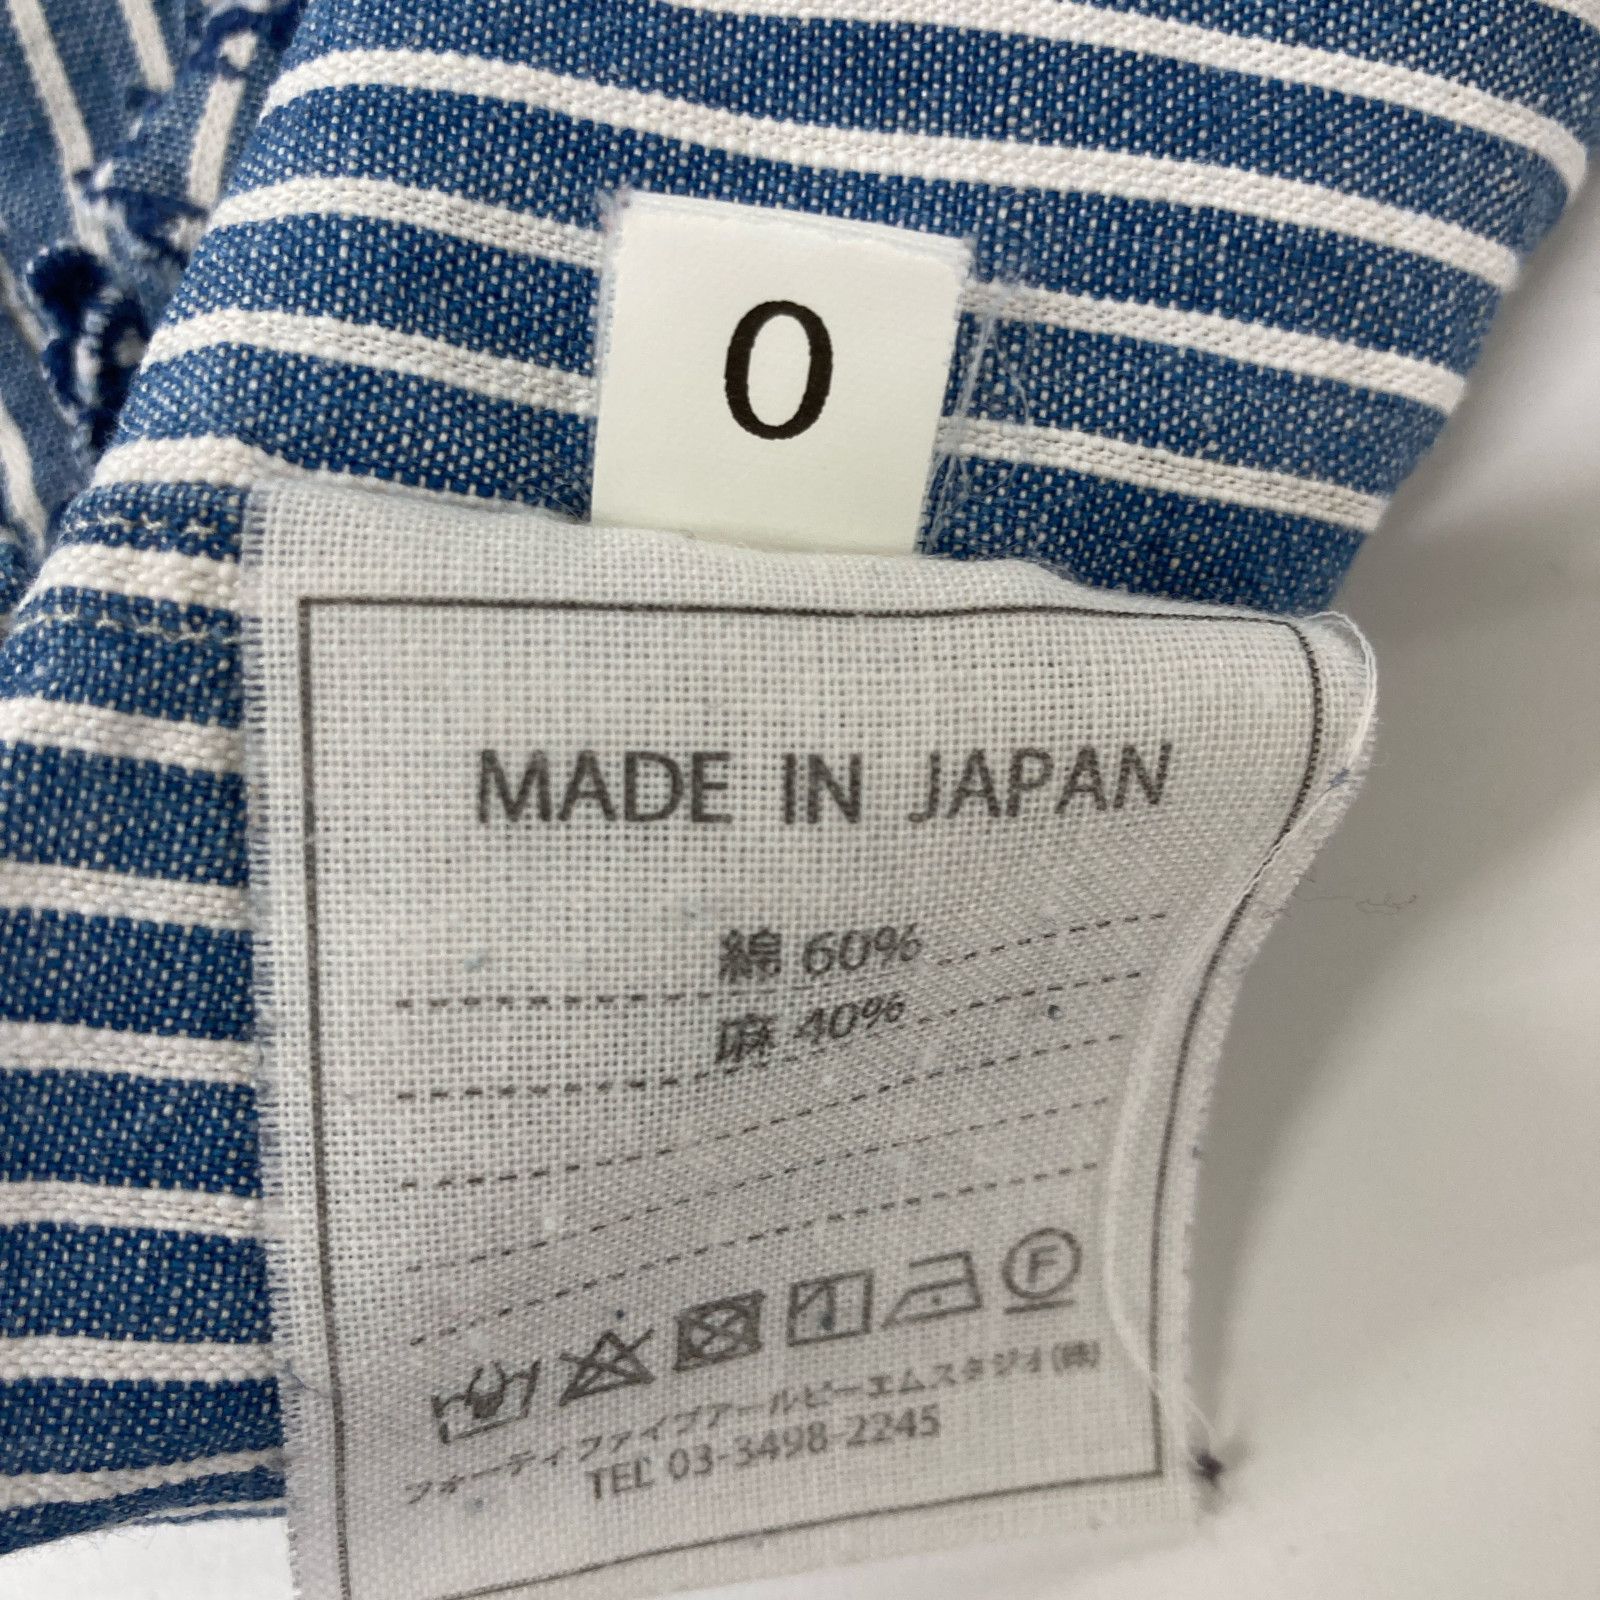 0
MADE IN JAPAN
綿 60%
麻 40%
F
フォーティファイブアールピーエムスタジオ(株)
TEL 03-3498-2245